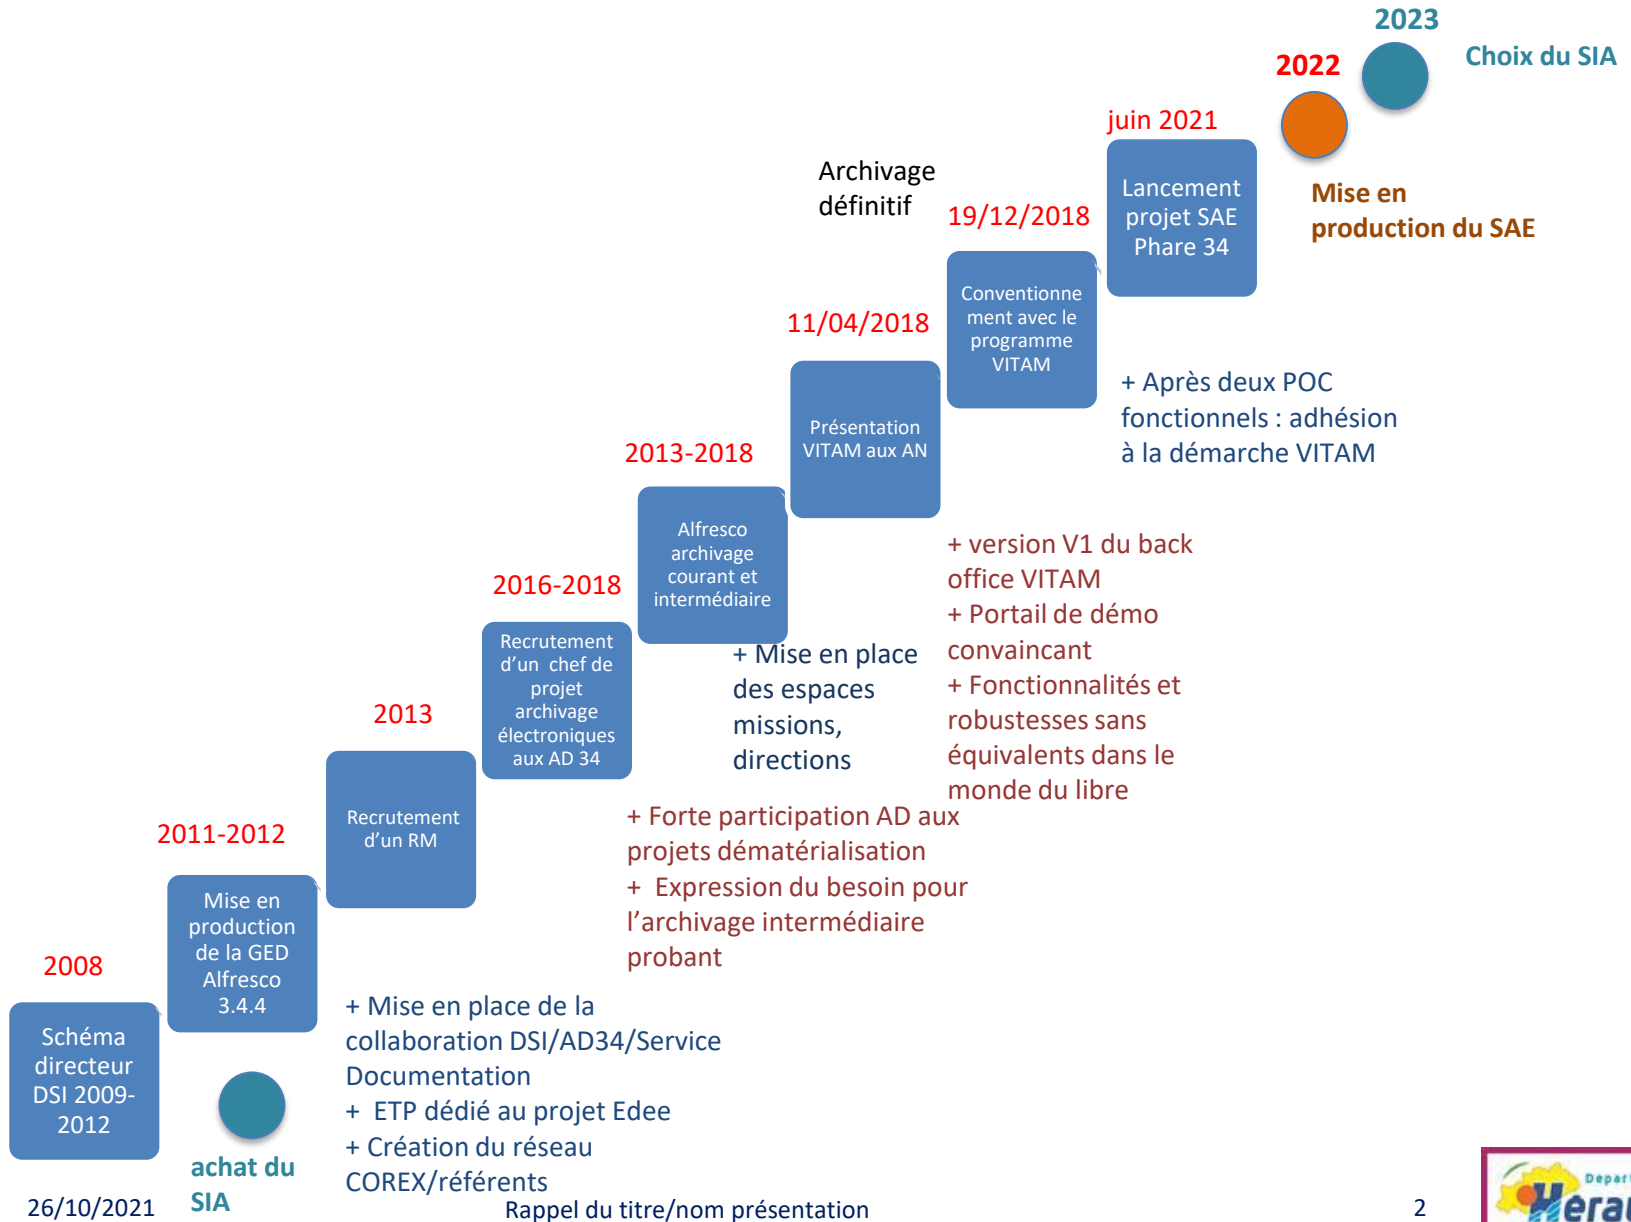 2023
Choix du SIA
2022
Mise en
production du SAE
juin 2021
Lancement
projet SAE
Phare 34
Archivage
définitif
19/12/2018
Conventionne
ment avec le
programme
VITAM
+ Après deux POC
fonctionnels : adhésion
à la démarche VITAM
11/04/2018
Présentation
VITAM aux AN
+ version V1 du back
office VITAM
+ Portail de démo
convaincant
+ Fonctionnalités et
robustesses sans
équivalents dans le
monde du libre
2013-2018
Alfresco
archivage
courant et
intermédiaire
+ Mise en place
des espaces
missions,
directions
2016-2018
Recrutement
d'un  chef de
projet
archivage
électroniques
aux AD 34
+ Forte participation AD aux
projets dématérialisation
+  Expression du besoin pour
l'archivage intermédiaire
probant
2013
Recrutement
d'un RM
+ Mise en place de la
collaboration DSI/AD34/Service
Documentation
+  ETP dédié au projet Edee
+ Création du réseau
COREX/référents
2011-2012
Mise en
production
de la GED
Alfresco
3.4.4
2008
Schéma
directeur
DSI 2009-
2012
achat du
SIA
26/10/2021
Rappel du titre/nom présentation
2
Depar
Herau